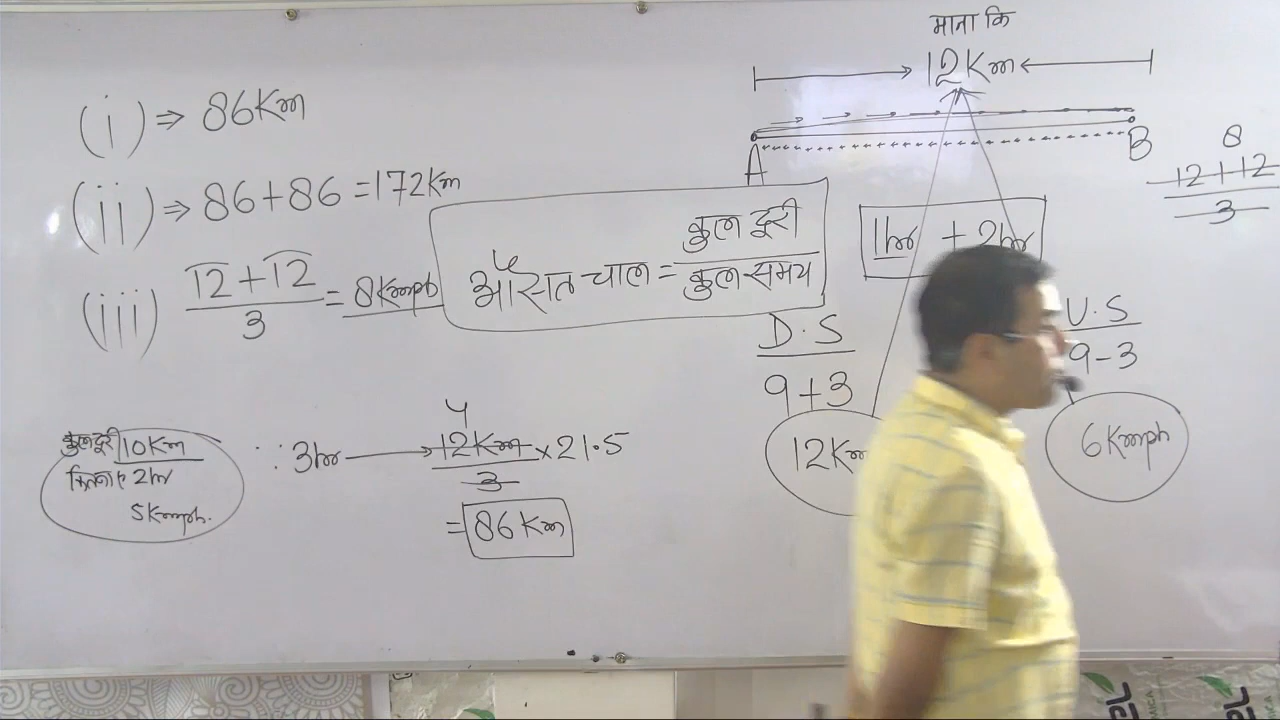 (i) ⇒ 86Km
(ii) ⇒ 86+86 = 172Km
(iii) 12+12
3
= 8Kmph
औसत चाल = कुल दूरी
कुल समय
माना कि
12Km
A
B
8
12+12
3
1hr + 2hr
D.S
9+3
12Km
U.S
9-3
6Kmph
कुल दूरी 10Km
2hr
5Kmph.
∵ 3hr → 12Km × 21.5
3
4
= 86Km